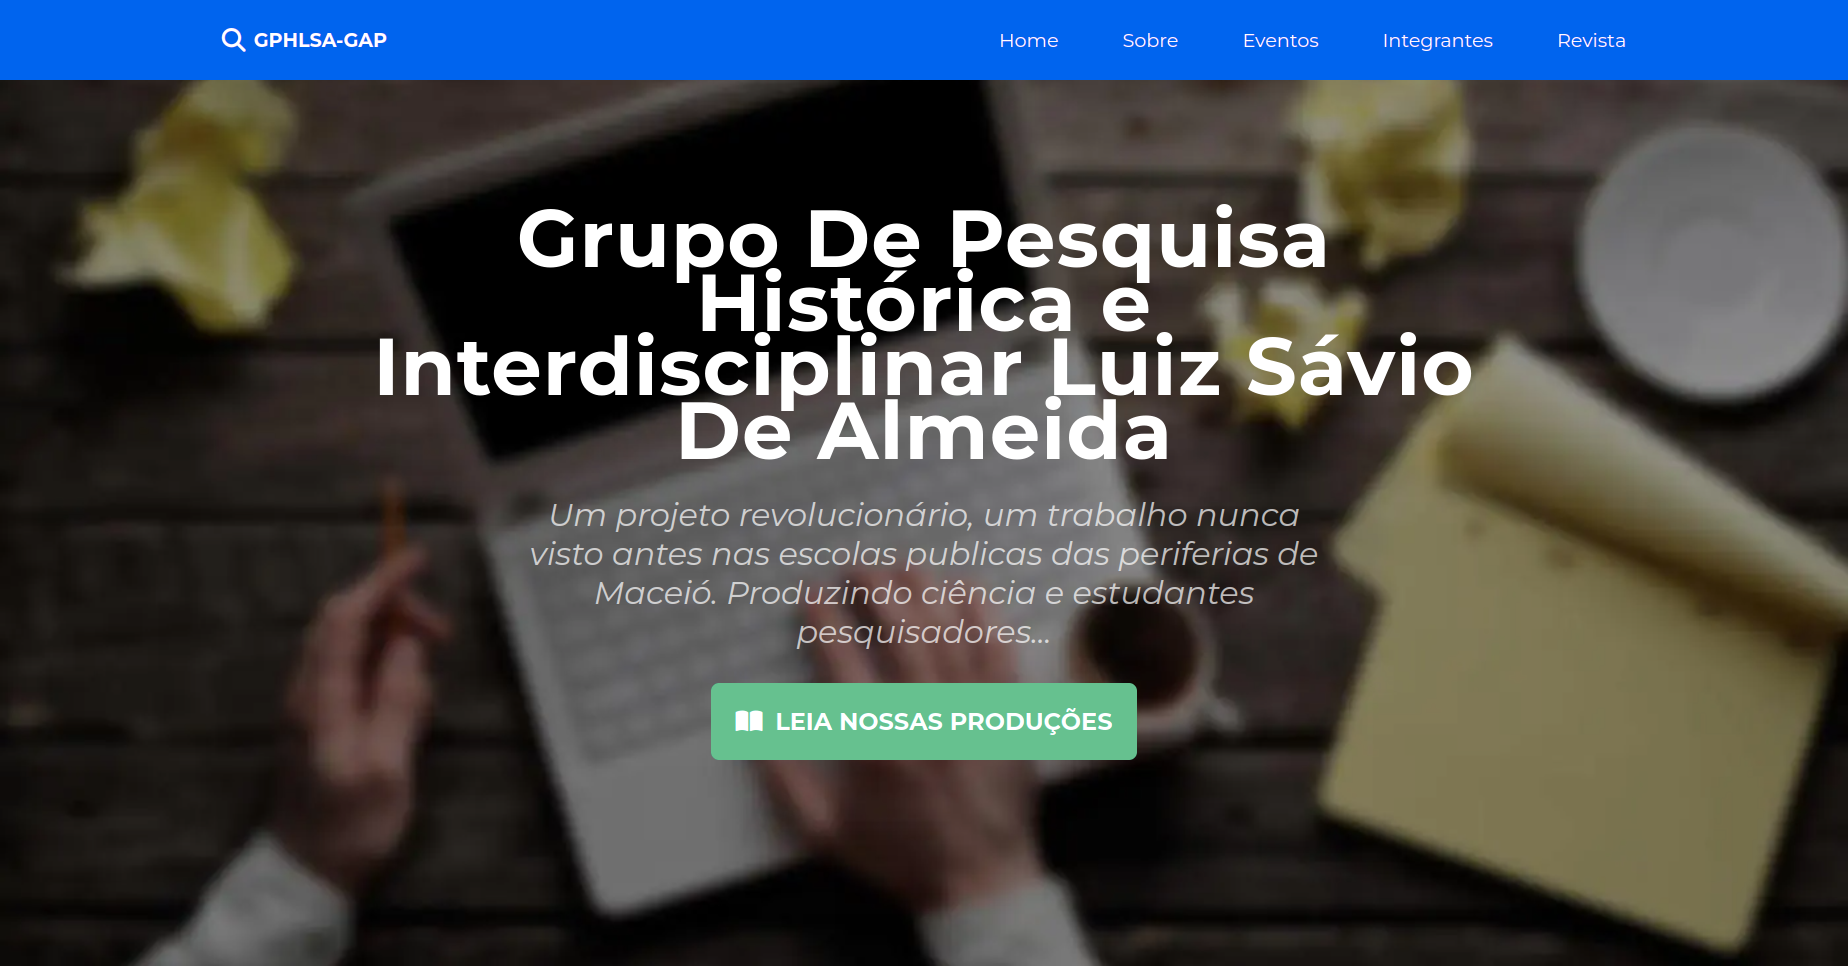 GPHLSA-GAP
Home Sobre Eventos Integrantes Revista
Grupo De Pesquisa
Histórica e
Interdisciplinar Luiz Sávio
De Almeida
Um projeto revolucionário, um trabalho nunca
visto antes nas escolas publicas das periferias de
Maceió. Produzindo ciência e estudantes
pesquisadores...
LEIA NOSSAS PRODUÇÕES